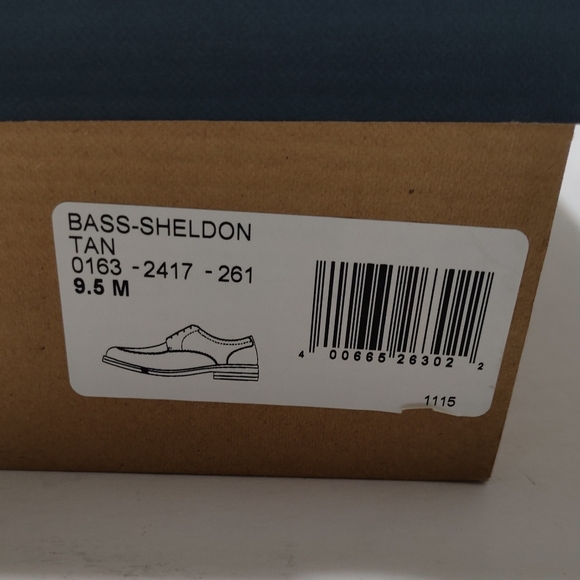 BASS-SHELDON
TAN
0163 - 2417 - 261
9.5 M
4 00665 26302 2
1115